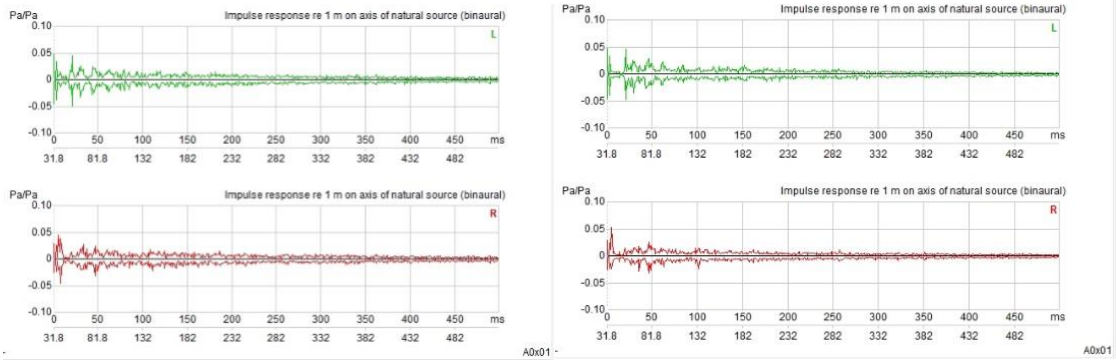 Pa/Pa Impulse response re 1 m on axis of natural source (binaural)
0.10
L
0.05
0
-0.05
-0.10
0 50 100 150 200 250 300 350 400 450 ms
31.8 81.8 132 182 232 282 332 382 432 482
Pa/Pa Impulse response re 1 m on axis of natural source (binaural)
0.10
R
0.05
0
-0.05
-0.10
0 50 100 150 200 250 300 350 400 450 ms
31.8 81.8 132 182 232 282 332 382 432 482
A0x01
Pa/Pa Impulse response re 1 m on axis of natural source (binaural)
0.10
L
0.05
0
-0.05
-0.10
0 50 100 150 200 250 300 350 400 450 ms
31.8 81.8 132 182 232 282 332 382 432 482
Pa/Pa Impulse response re 1 m on axis of natural source (binaural)
0.10
R
0.05
0
-0.05
-0.10
0 50 100 150 200 250 300 350 400 450 ms
31.8 81.8 132 182 232 282 332 382 432 482
A0x01